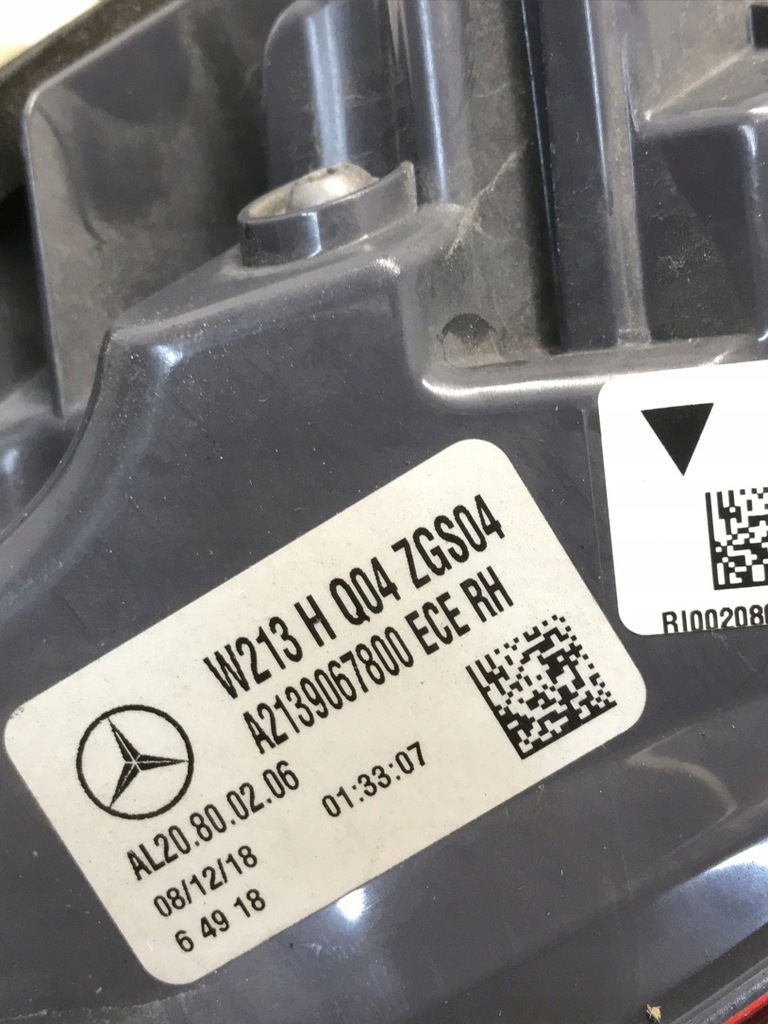 W213 H Q04 ZGS04
A2139067800 ECE RH
AL20.80.02.06
01:33:07
08/12/18
6 49 18